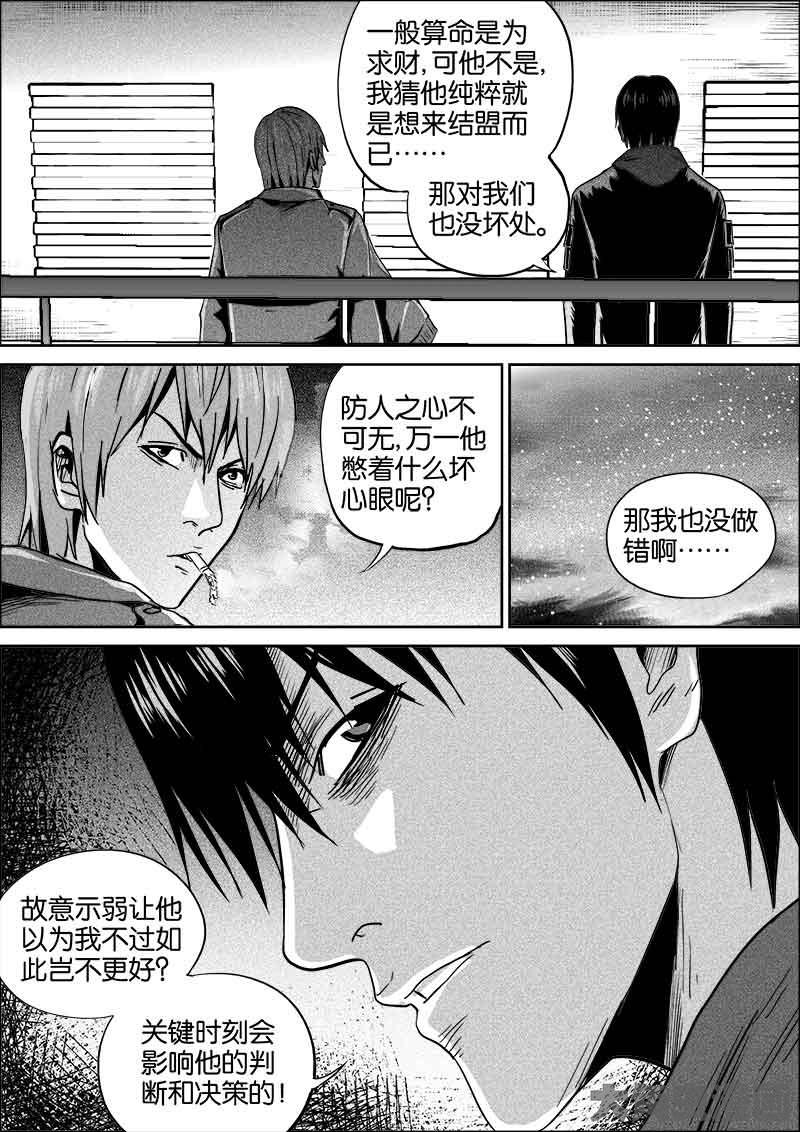 一般算命是为
求财,可他不是,
我猜他纯粹就
是想来结盟而
已……
那对我们
也没坏处。
防人之心不
可无,万一他
憋着什么坏
心眼呢?
那我也没做
错啊……
故意示弱让他
以为我不过如
此岂不更好?
关键时刻会
影响他的判
断和决策的!